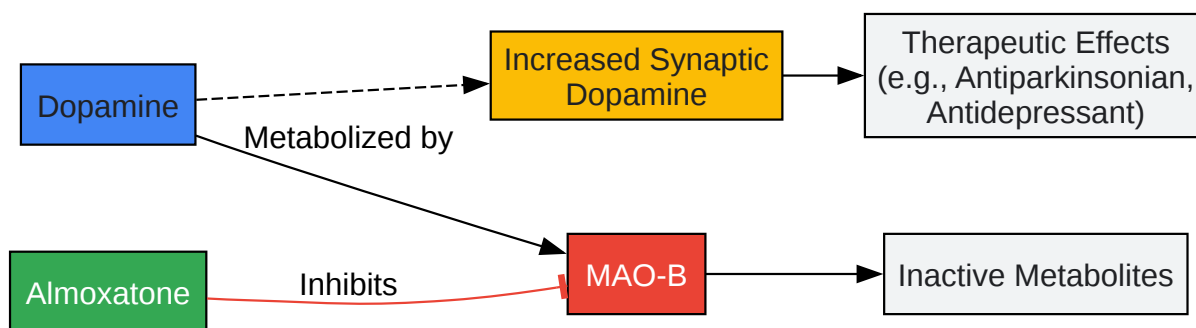 Dopamine
Increased Synaptic
Dopamine
Therapeutic Effects
(e.g., Antiparkinsonian,
Antidepressant)
Metabolized by
Almoxatone
Inhibits
MAO-B
Inactive Metabolites